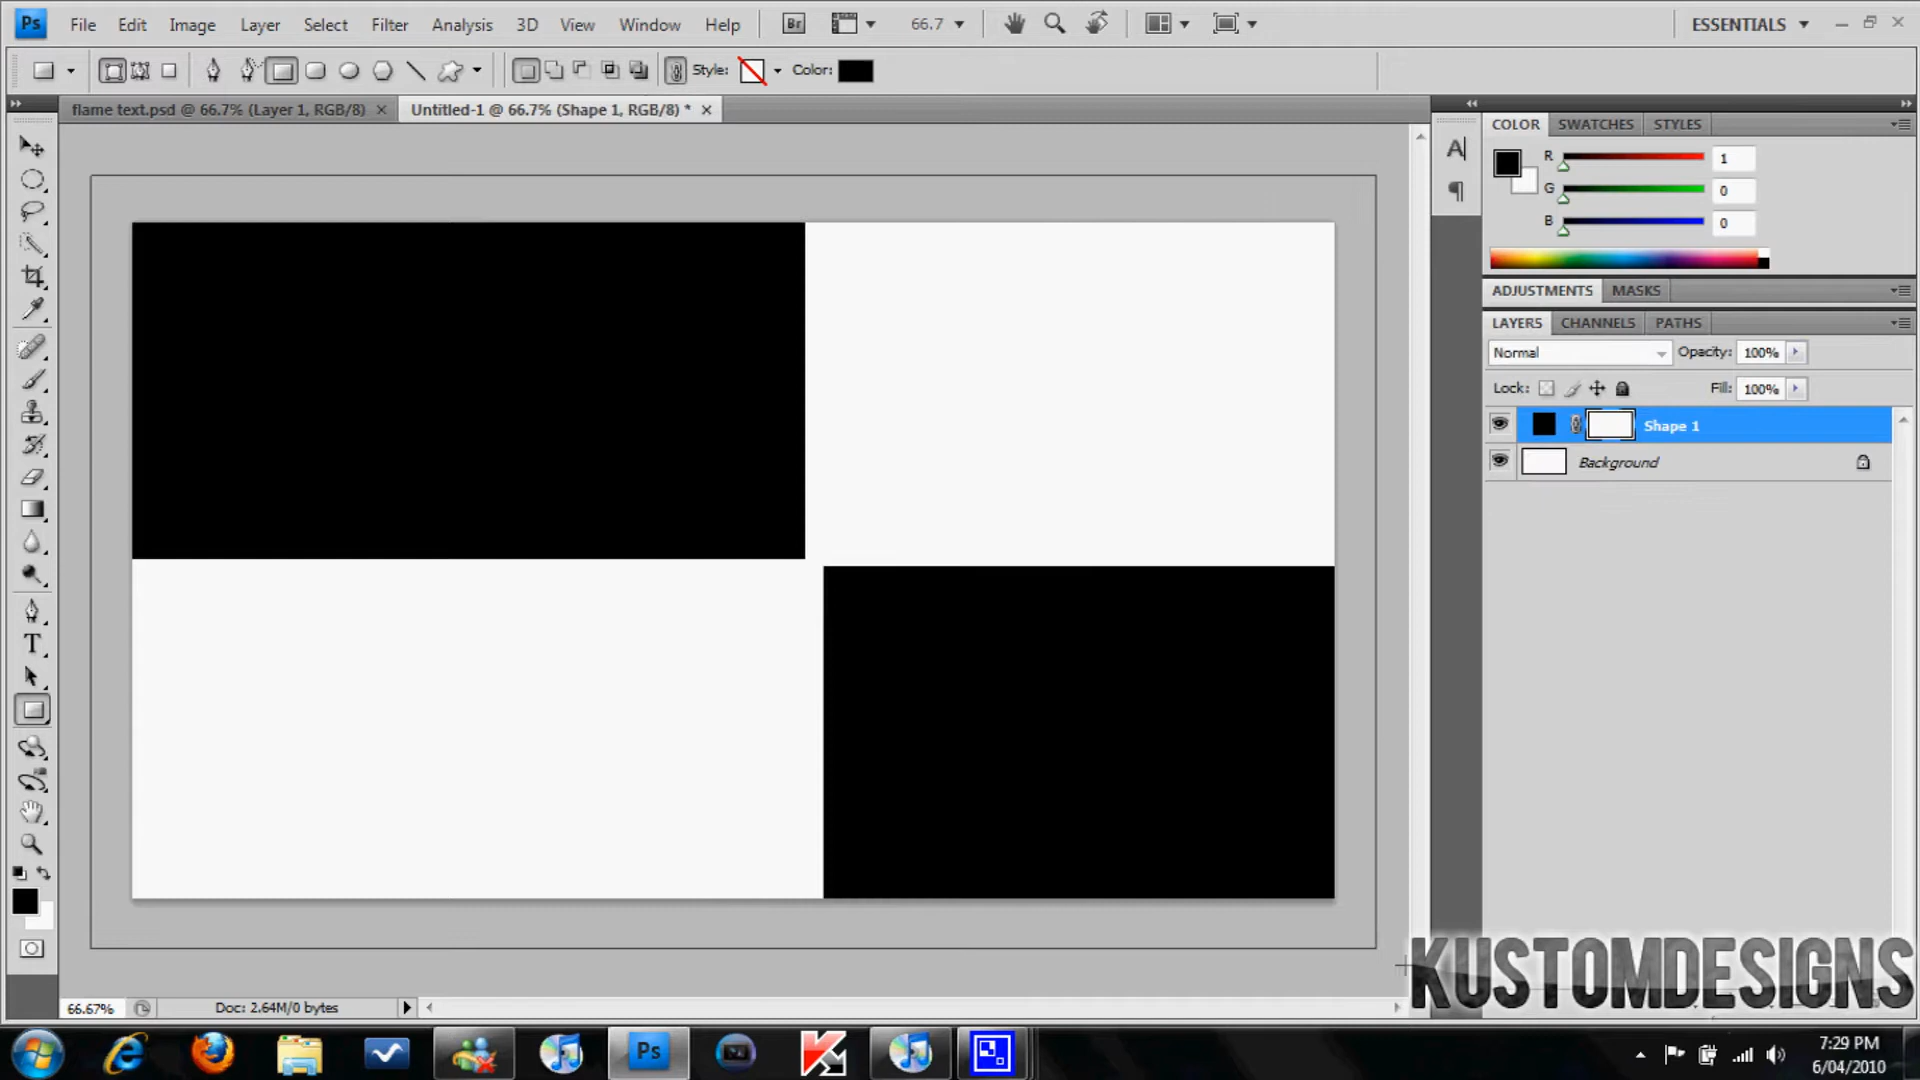 Ps File Edit Image Layer Select Filter Analysis 3D View Window Help Br 66.7 ESSENTIALS
Style: Color:
flame text.psd @ 66.7% (Layer 1, RGB/8) Untitled-1 @ 66.7% (Shape 1, RGB/8) *
COLOR SWATCHES STYLES
R 1
G 0
B 0
ADJUSTMENTS MASKS
LAYERS CHANNELS PATHS
Normal Opacity: 100%
Lock: Fill: 100%
Shape 1
Background
KUSTOMDESIGNS
66.67% Doc: 2.64M/0 bytes
Ps
7:29 PM
6/04/2010